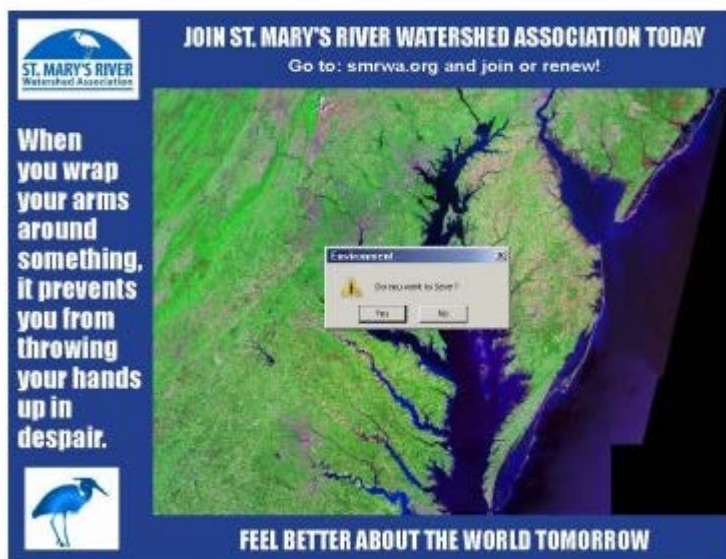 ST. MARY'S RIVER
Watershed Association
JOIN ST. MARY'S RIVER WATERSHED ASSOCIATION TODAY
Go to: smrwa.org and join or renew!
When
you wrap
your arms
around
something,
it prevents
you from
throwing
your hands
up in
despair.
Environment
Do you want to Save?
Yes
No
FEEL BETTER ABOUT THE WORLD TOMORROW